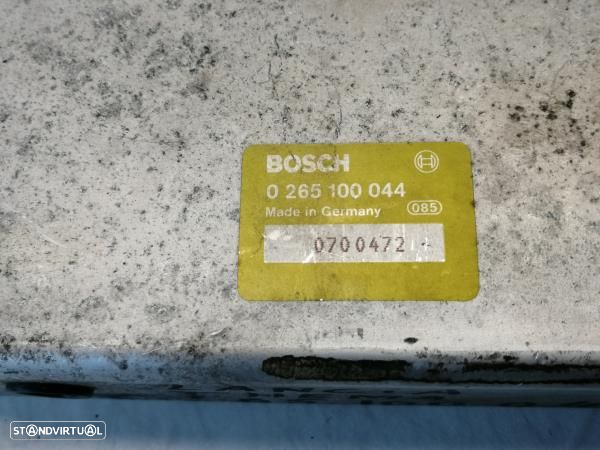 BOSCH
0 265 100 044
Made in Germany 085
0700472
STANDVIRTUAL